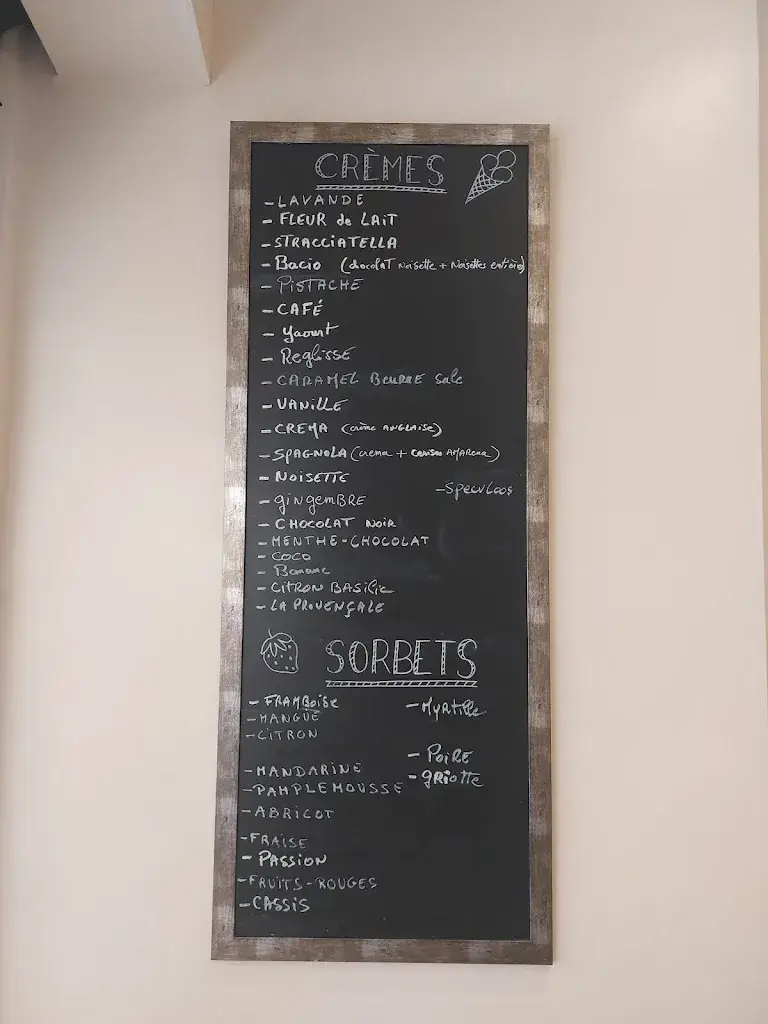 CRÈMES
- LAVANDE
- FLEUR de LAIT
- STRACCIATELLA
- Bacio (chocolat Noisette + Noisettes entière)
- PISTACHE
- CAFÉ
- Yaourt
- REGLISSE
- CARAMEL BEURRE Salé
- VANILLE
- CREMA (crème ANGLAISE)
- SPAGNOLA (crema + cerises AMARENA)
- NOISETTE
- Speculoos
- gingembre
- CHOCOLAT NOIR
- MENTHE-CHOCOLAT
- COCO
- Banane
- CITRON BASILIC
- LA PROVENÇALE
SORBETS
- FRAMBOISE
- Myrtille
- MANGUE
- CITRON
- Poire
- MANDARINE
- griotte
- PAMPLEMOUSSE
- ABRICOT
- FRAISE
- PASSION
- FRUITS-ROUGES
- CASSIS